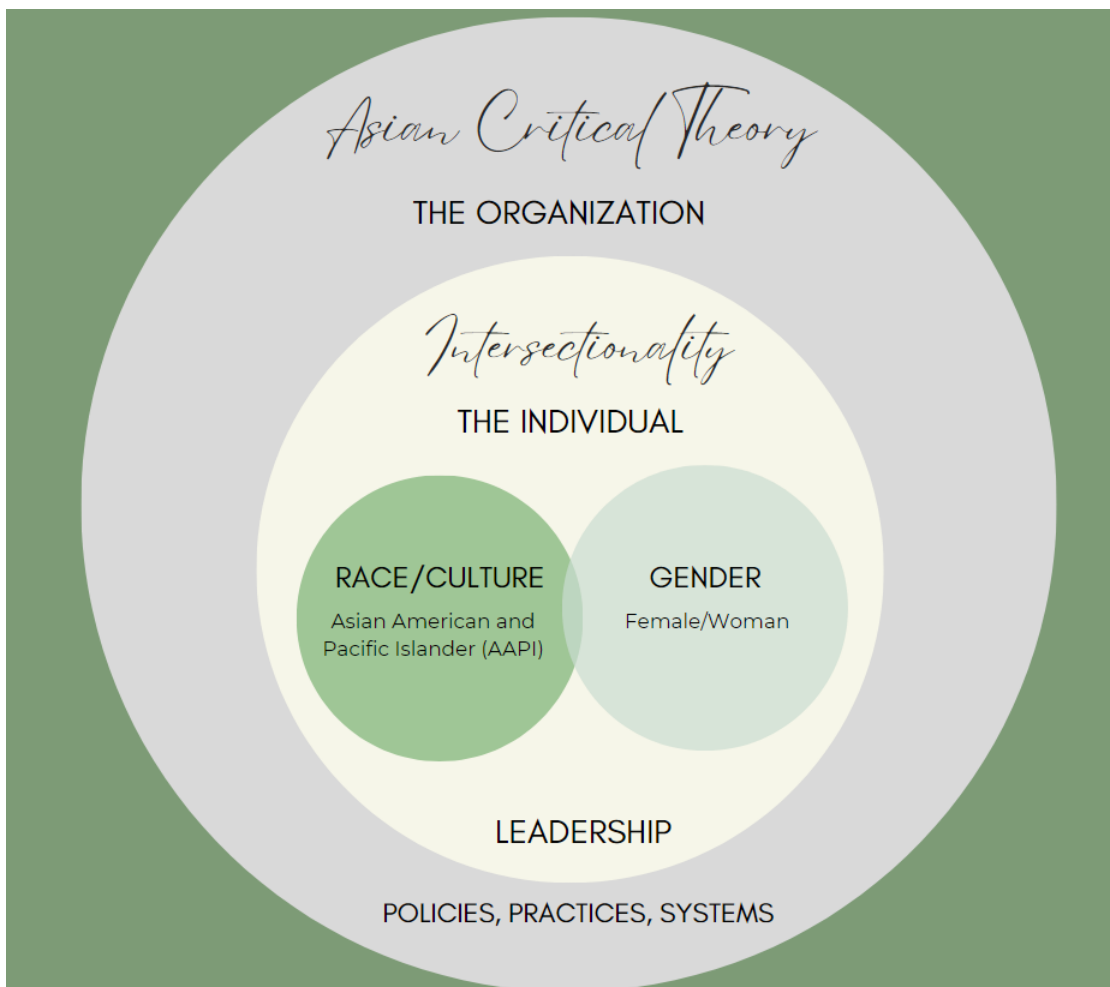 Asian Critical Theory
THE ORGANIZATION
Intersectionality
THE INDIVIDUAL
RACE/CULTURE
Asian American and
Pacific Islander (AAPI)
GENDER
Female/Woman
LEADERSHIP
POLICIES, PRACTICES, SYSTEMS